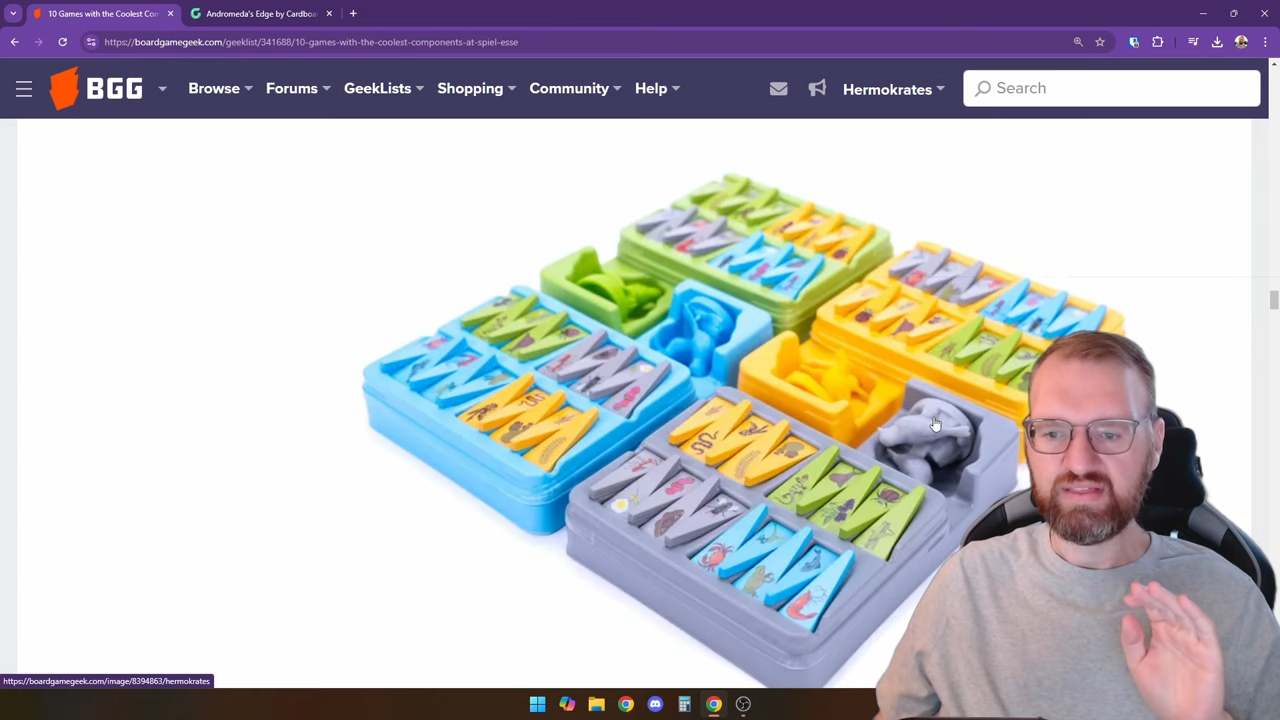 10 Games with the Coolest Com
Andromeda's Edge by Cardboa
https://boardgamegeek.com/geeklist/341688/10-games-with-the-coolest-components-at-spiel-esse
BGG
Browse
Forums
GeekLists
Shopping
Community
Help
Hermokrates
Search
https://boardgamegeek.com/image/8394863/hermokrates